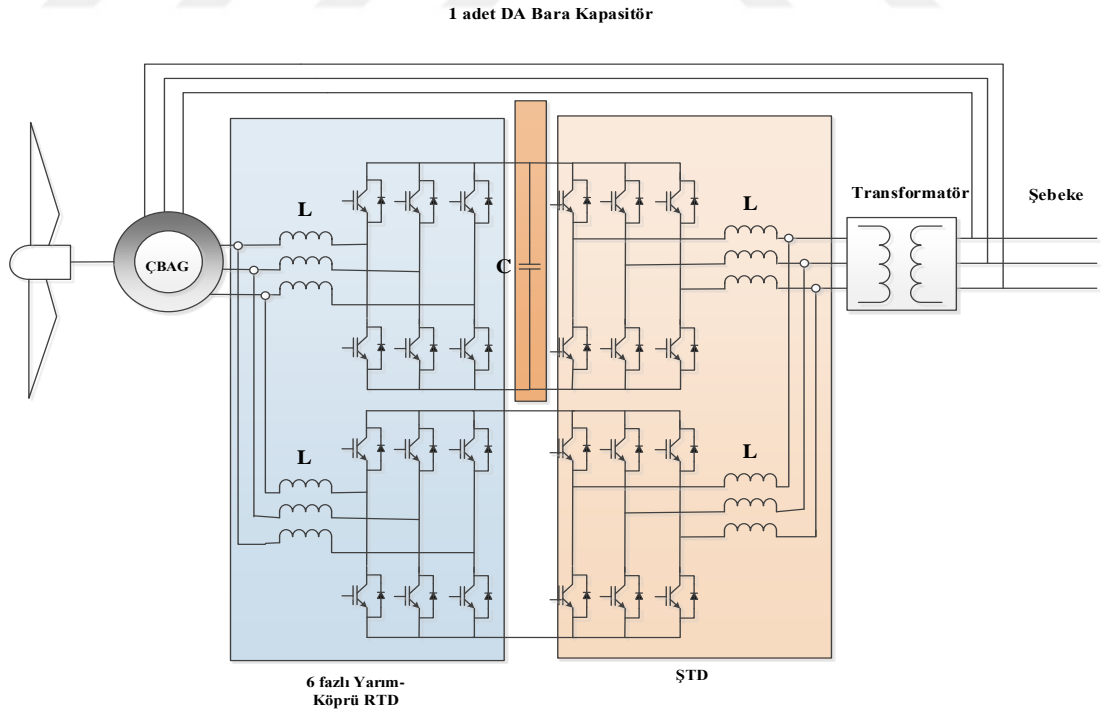 1 adet DA Bara Kapasitör
Transformatör
Şebeke
L
L
C
ÇBAG
L
L
6 fazlı Yarım-
Köprü RTD
ŞTD